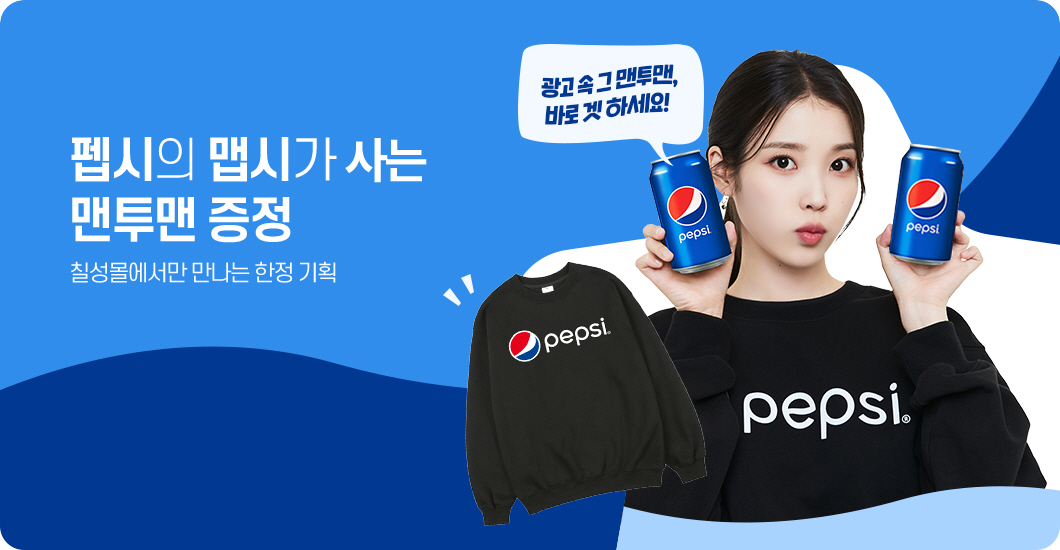 펩시의 맵시가 사는
맨투맨 증정
칠성몰에서만 만나는 한정 기획
광고 속 그 맨투맨,
바로 겟 하세요!
pepsi
pepsi
pepsi®
pepsi®